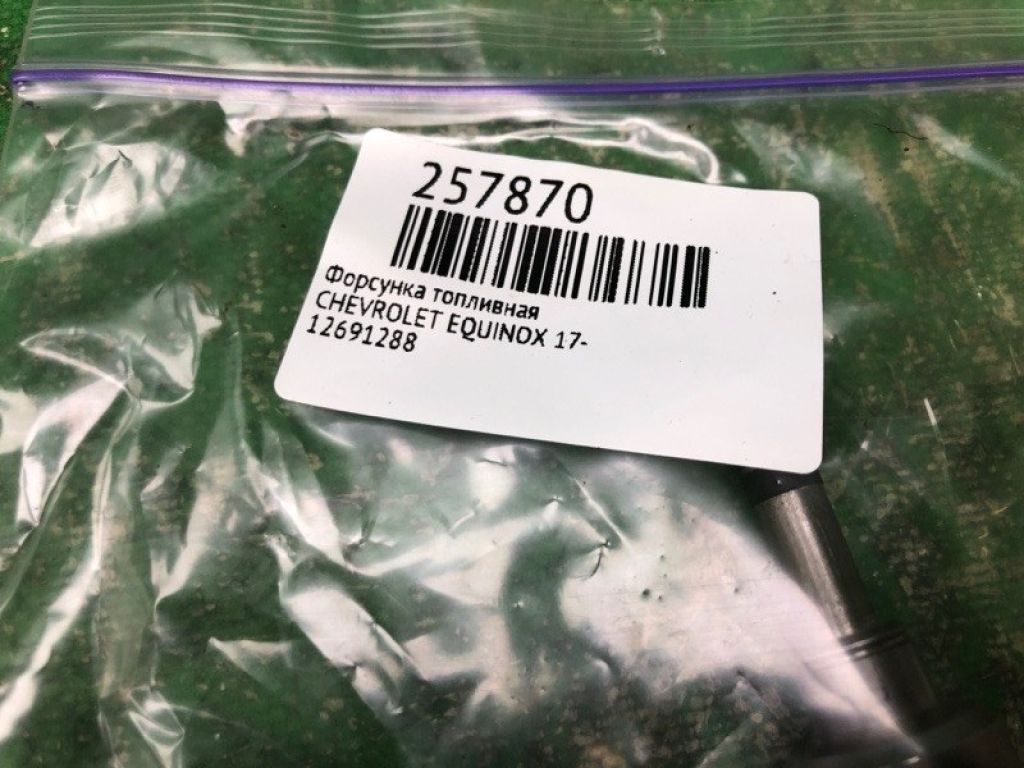 257870
Форсунка топливная
CHEVROLET EQUINOX 17-
12691288